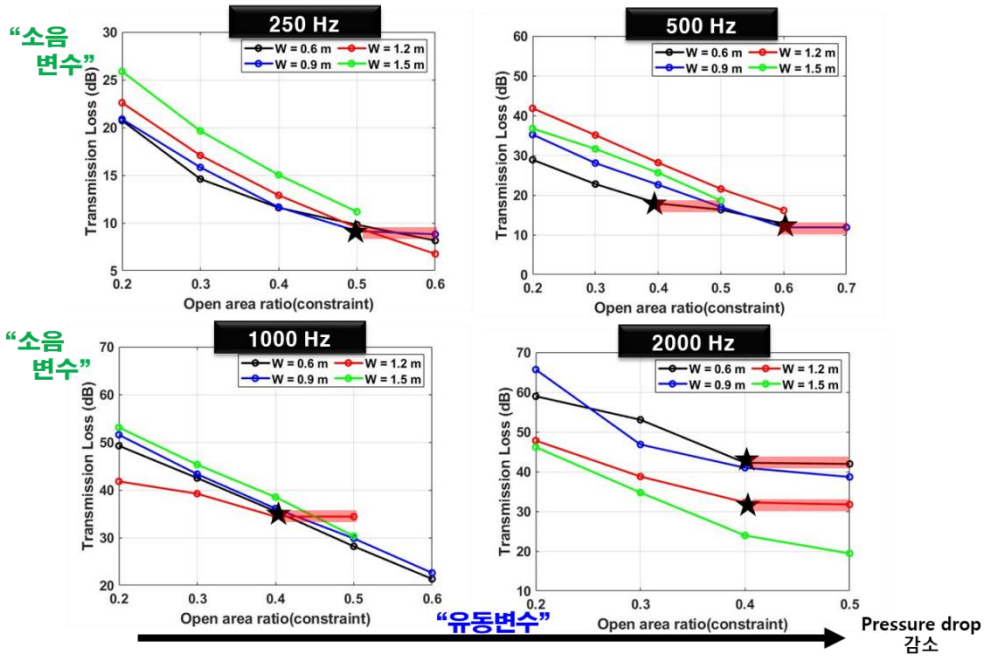 “소음
변수”
250 Hz
W = 0.6 m W = 1.2 m
W = 0.9 m W = 1.5 m
Transmission Loss (dB)
30
25
20
15
10
5
0.2 0.3 0.4 0.5 0.6
Open area ratio(constraint)
500 Hz
W = 0.6 m W = 1.2 m
W = 0.9 m W = 1.5 m
Transmission Loss (dB)
60
50
40
30
20
10
0
0.2 0.3 0.4 0.5 0.6 0.7
Open area ratio(constraint)
“소음
변수”
1000 Hz
W = 0.6 m W = 1.2 m
W = 0.9 m W = 1.5 m
Transmission Loss (dB)
70
60
50
40
30
20
0.2 0.3 0.4 0.5 0.6
Open area ratio(constraint)
2000 Hz
W = 0.6 m W = 1.2 m
W = 0.9 m W = 1.5 m
Transmission Loss (dB)
70
60
50
40
30
20
10
0.2 0.3 0.4 0.5
Open area ratio(constraint)
“유동변수”
Pressure drop
감소